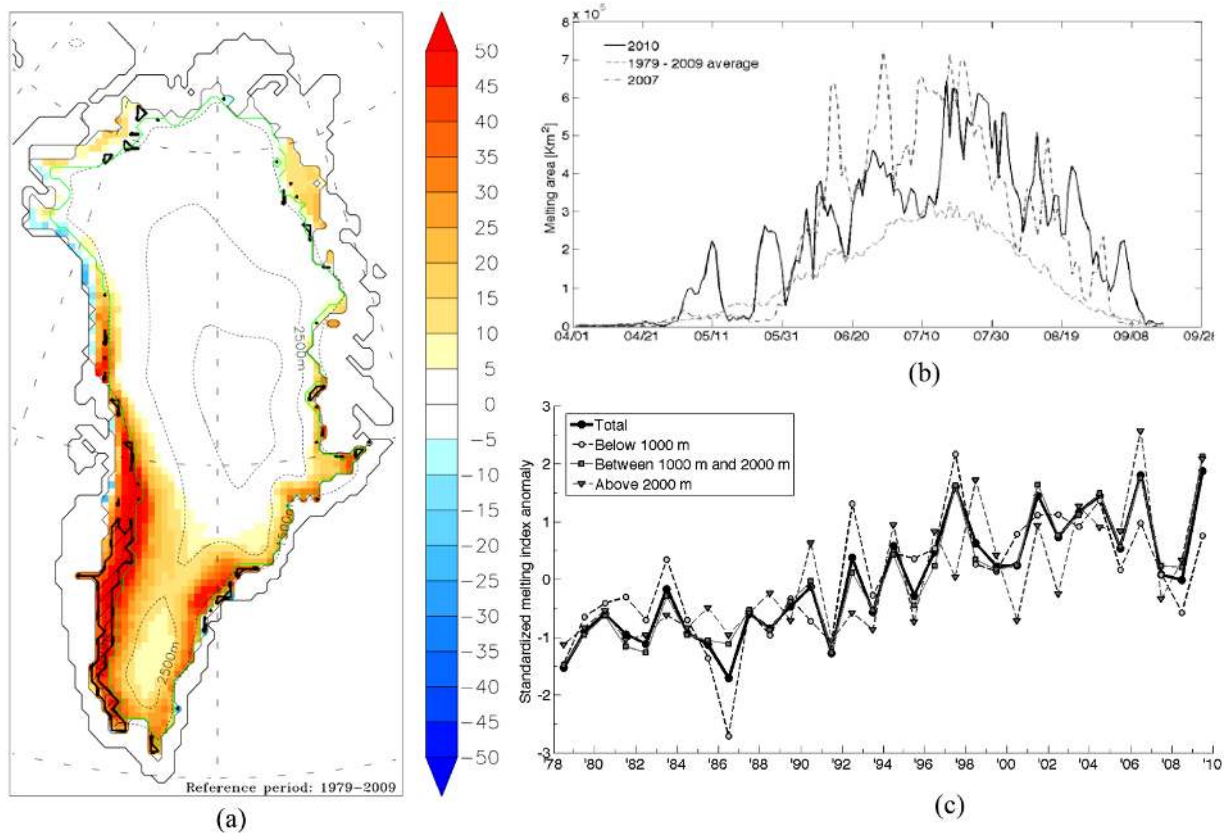 50
45
40
35
30
25
20
15
10
5
0
−5
−10
−15
−20
−25
−30
−35
−40
−45
−50
2500m
2500m
2500m
Reference period: 1979−2009
(a)
x 10⁵
8
7
6
5
4
3
2
1
0
Melting area [Km²]
2010
1979 - 2009 average
2007
04/01 04/21 05/11 05/31 06/20 07/10 07/30 08/19 09/08 09/28
(b)
3
2
1
0
-1
-2
-3
Standardized melting index anomaly
Total
Below 1000 m
Between 1000 m and 2000 m
Above 2000 m
'78 '80 '82 '84 '86 '88 '90 '92 '94 '96 '98 '00 '02 '04 '06 '08 '10
(c)